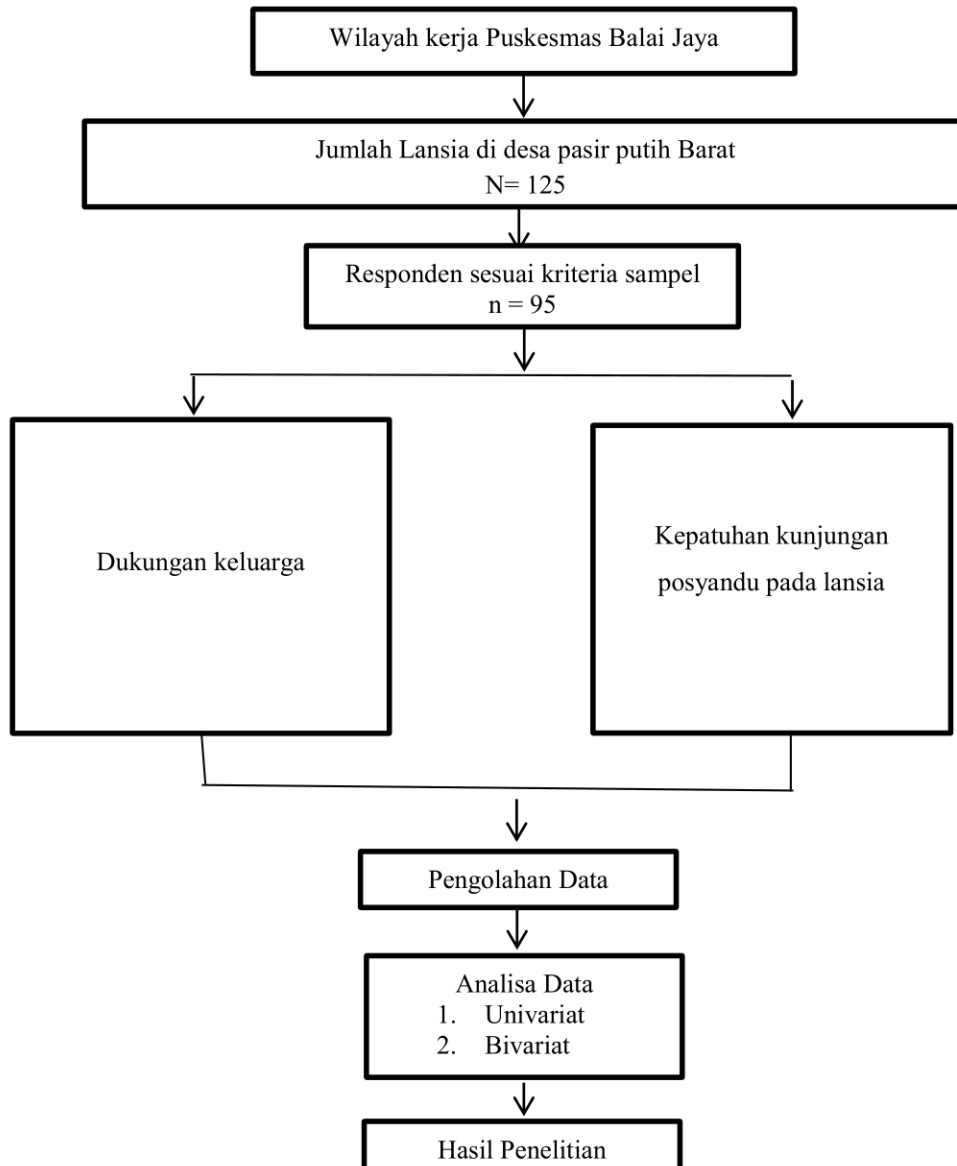 Wilayah kerja Puskesmas Balai Jaya
Jumlah Lansia di desa pasir putih Barat
N= 125
Responden sesuai kriteria sampel
n = 95
Dukungan keluarga
Kepatuhan kunjungan
posyandu pada lansia
Pengolahan Data
Analisa Data
1. Univariat
2. Bivariat
Hasil Penelitian